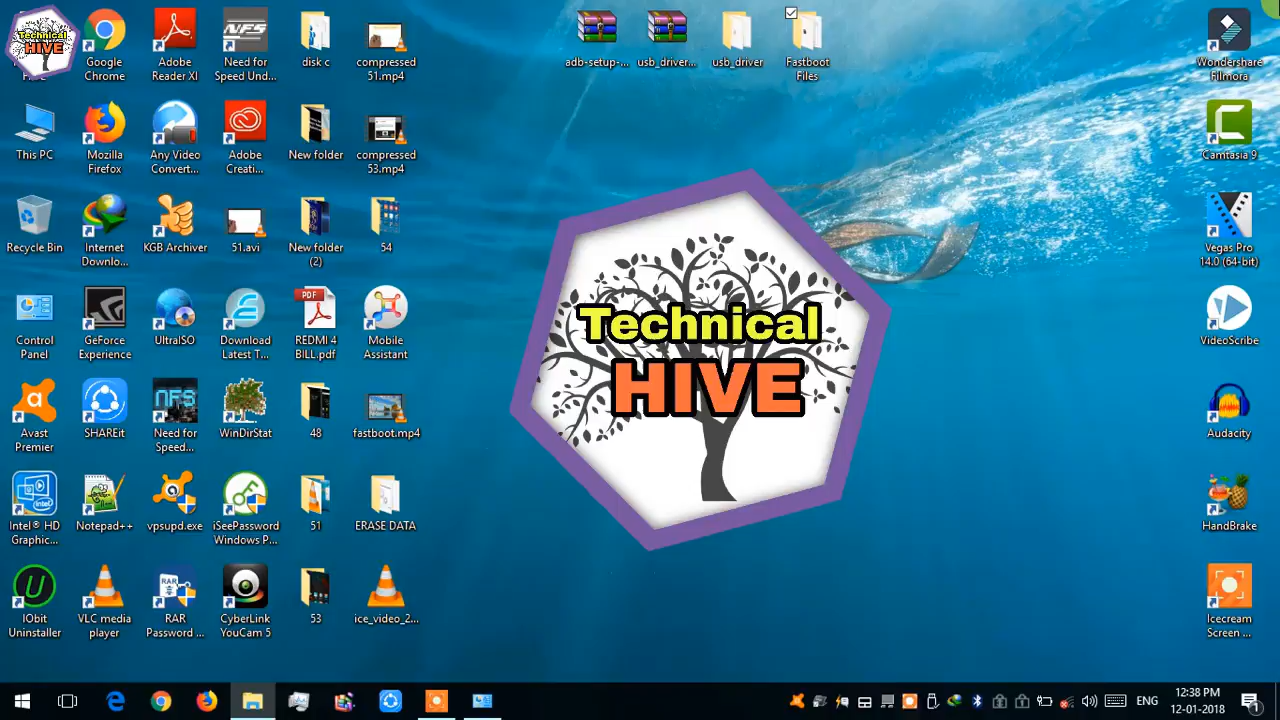 Technical
HIVE
Google
Chrome
Adobe
Reader XI
NFS
Need for
Speed Und...
disk c
compressed
51.mp4
adb-setup-...
usb_driver...
usb_driver
Fastboot
Files
Wondershare
Filmora
This PC
Mozilla
Firefox
Any Video
Convert...
Adobe
Creati...
New folder
compressed
53.mp4
Camtasia 9
Recycle Bin
Internet
Downlo...
KGB Archiver
51.avi
New folder
(2)
54
Vegas Pro
14.0 (64-bit)
Control
Panel
GeForce
Experience
UltraISO
Download
Latest T...
PDF
REDMI 4
BILL.pdf
Mobile
Assistant
VideoScribe
Technical
HIVE
Avast
Premier
SHAREit
NFS
Need for
Speed...
WinDirStat
48
fastboot.mp4
Audacity
intel
Intel® HD
Graphic...
Notepad++
vpsupd.exe
iSeePassword
Windows P...
51
ERASE DATA
HandBrake
IObit
Uninstaller
VLC media
player
RAR
RAR
Password ...
CyberLink
YouCam 5
53
ice_video_2...
Icecream
Screen ...
ENG
12:38 PM
12-01-2018
1